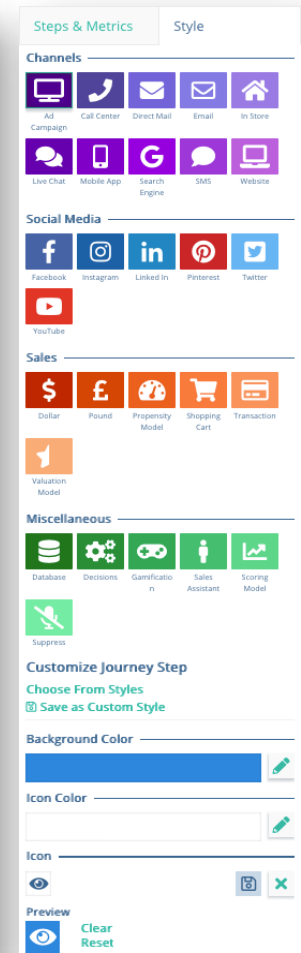 Steps & Metrics
Style
Channels
Ad Campaign
Call Center
Direct Mail
Email
In Store
Live Chat
Mobile App
Search Engine
SMS
Website
Social Media
Facebook
Instagram
Linked In
Pinterest
Twitter
YouTube
Sales
Dollar
Pound
Propensity Model
Shopping Cart
Transaction
Valuation Model
Miscellaneous
Database
Decisions
Gamificatio
n
Sales Assistant
Scoring Model
Suppress
Customize Journey Step
Choose From Styles
Save as Custom Style
Background Color
Icon Color
Icon
Preview
Clear
Reset